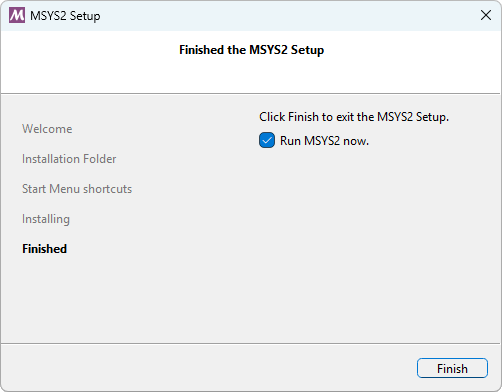 MSYS2 Setup
Finished the MSYS2 Setup
Welcome
Installation Folder
Start Menu shortcuts
Installing
Finished
Click Finish to exit the MSYS2 Setup.
Run MSYS2 now.
Finish